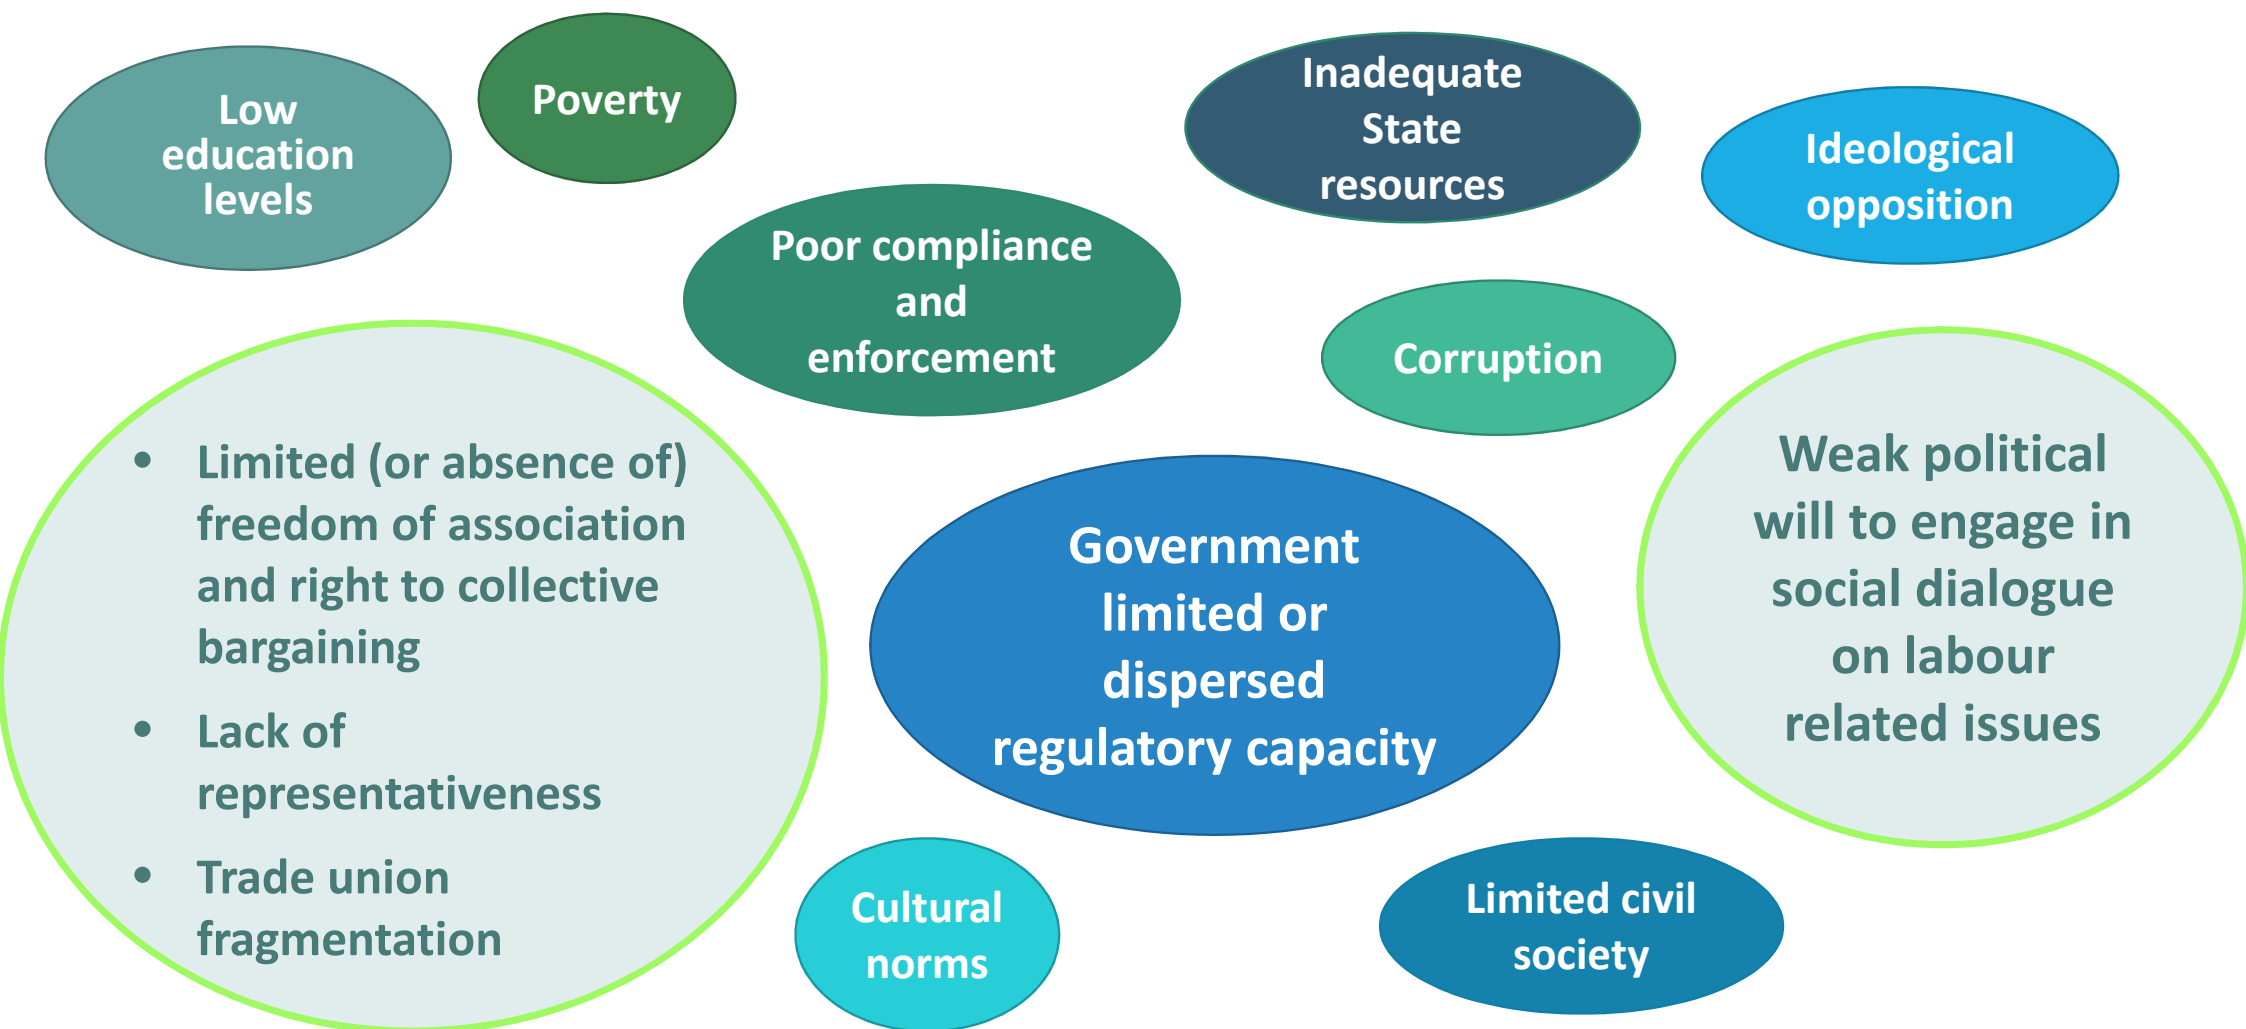 Low
education
levels
Poverty
Inadequate
State
resources
Ideological
opposition
Poor compliance
and
enforcement
Corruption
• Limited (or absence of)
freedom of association
and right to collective
bargaining
• Lack of
representativeness
• Trade union
fragmentation
Government
limited or
dispersed
regulatory capacity
Weak political
will to engage in
social dialogue
on labour
related issues
Cultural
norms
Limited civil
society